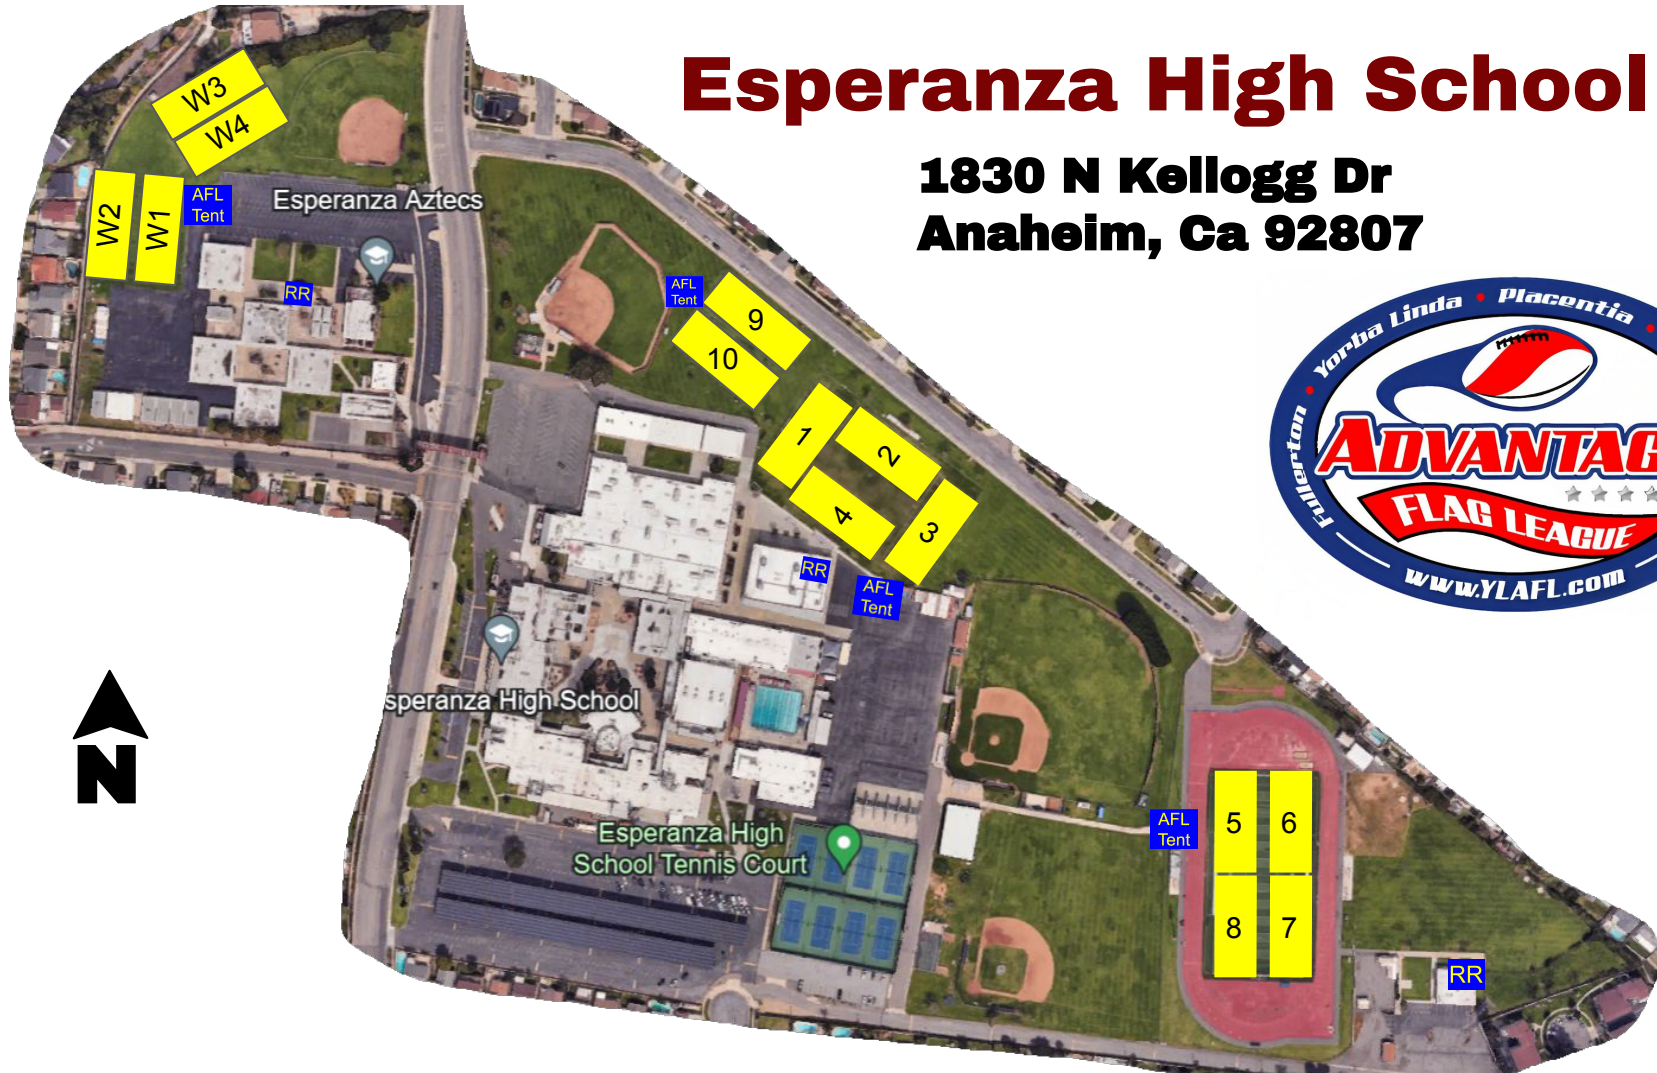 Esperanza High School
1830 N Kellogg Dr
Anaheim, Ca 92807
W3
W4
W2
W1
AFL
Tent
Esperanza Aztecs
RR
AFL
Tent
9
10
1
2
4
3
RR
AFL
Tent
speranza High School
Esperanza High
School Tennis Court
AFL
Tent
5
6
8
7
RR
N
Fullerton • Yorba Linda • Placentia •
ADVANTAG
FLAG LEAGUE
www.YLAFL.com